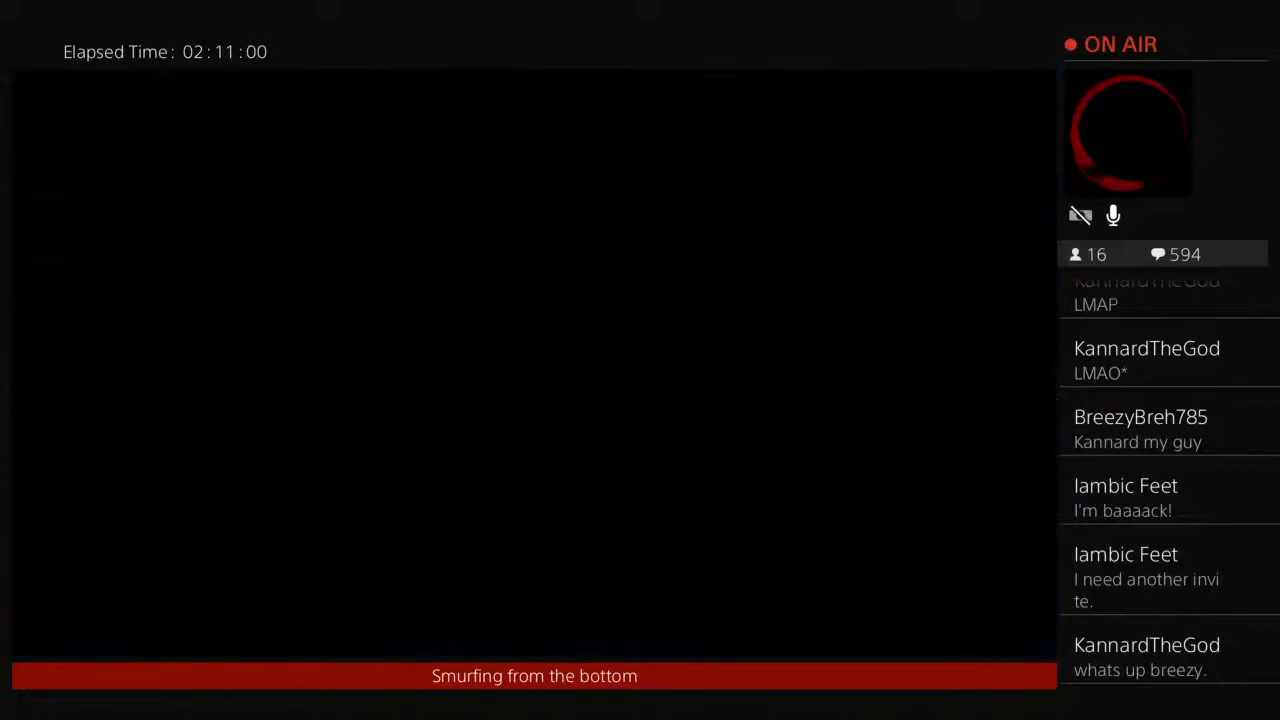 Elapsed Time: 02:11:00
ON AIR
16 594
KannardTheGod
LMAP
KannardTheGod
LMAO*
BreezyBreh785
Kannard my guy
Iambic Feet
I'm baaaack!
Iambic Feet
I need another invi
te.
KannardTheGod
whats up breezy.
Smurfing from the bottom